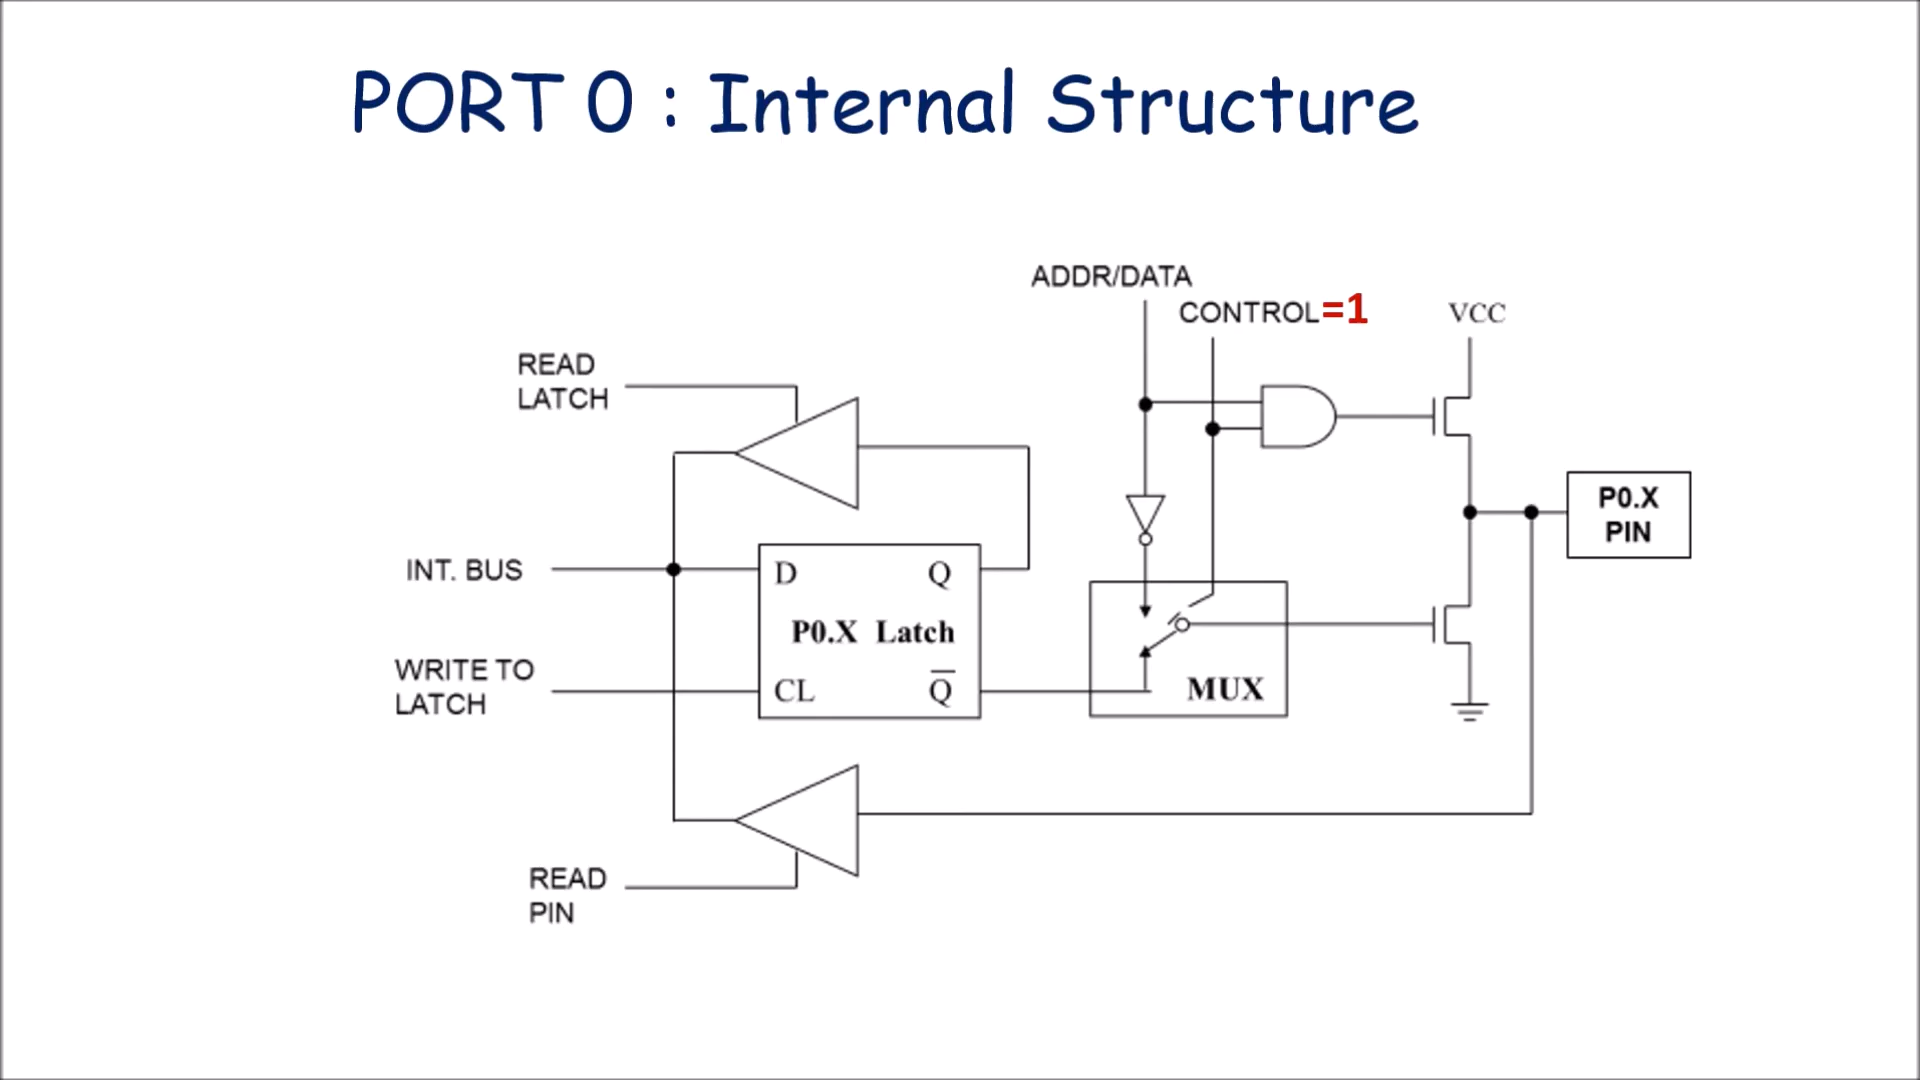 PORT 0 : Internal Structure
ADDR/DATA
CONTROL=1
VCC
READ
LATCH
P0.X
PIN
INT. BUS
D
Q
P0.X Latch
WRITE TO
LATCH
CL
Q̅
MUX
READ
PIN